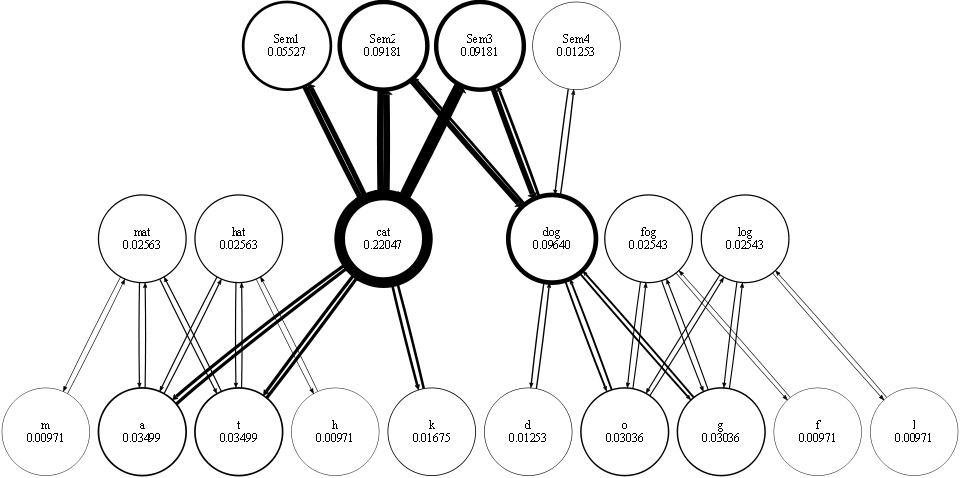 Sem1
0.05527
Sem2
0.09181
Sem3
0.09181
Sem4
0.01253
mat
0.02563
hat
0.02563
cat
0.22047
dog
0.09640
fog
0.02543
log
0.02543
m
0.00971
a
0.03499
t
0.03499
h
0.00971
k
0.01675
d
0.01253
o
0.03036
g
0.03036
f
0.00971
l
0.00971